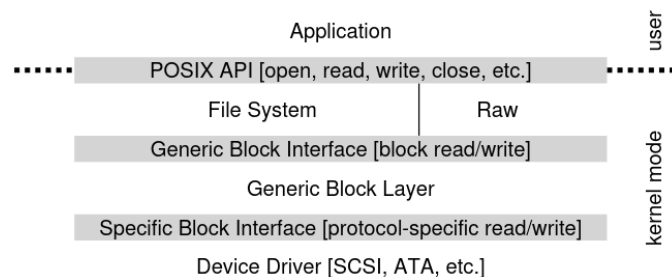 Application
user
POSIX API [open, read, write, close, etc.]
File System
Raw
Generic Block Interface [block read/write]
Generic Block Layer
kernel mode
Specific Block Interface [protocol-specific read/write]
Device Driver [SCSI, ATA, etc.]